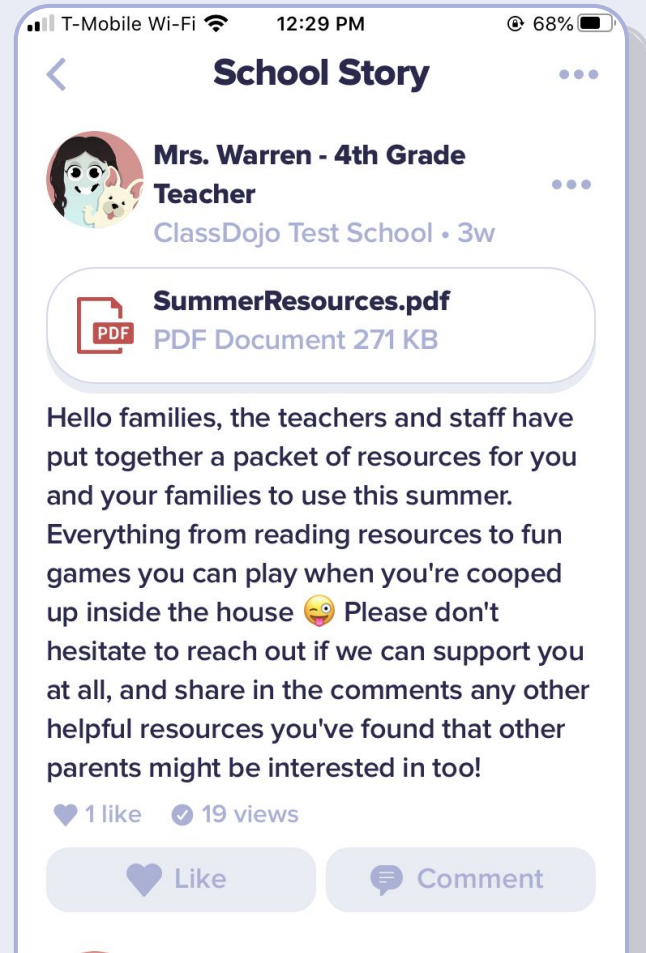 T-Mobile Wi-Fi 12:29 PM 68%
School Story
Mrs. Warren - 4th Grade
Teacher
ClassDojo Test School • 3w
SummerResources.pdf
PDF
PDF Document 271 KB
Hello families, the teachers and staff have
put together a packet of resources for you
and your families to use this summer.
Everything from reading resources to fun
games you can play when you're cooped
up inside the house 😜 Please don't
hesitate to reach out if we can support you
at all, and share in the comments any other
helpful resources you've found that other
parents might be interested in too!
1 like 19 views
Like Comment